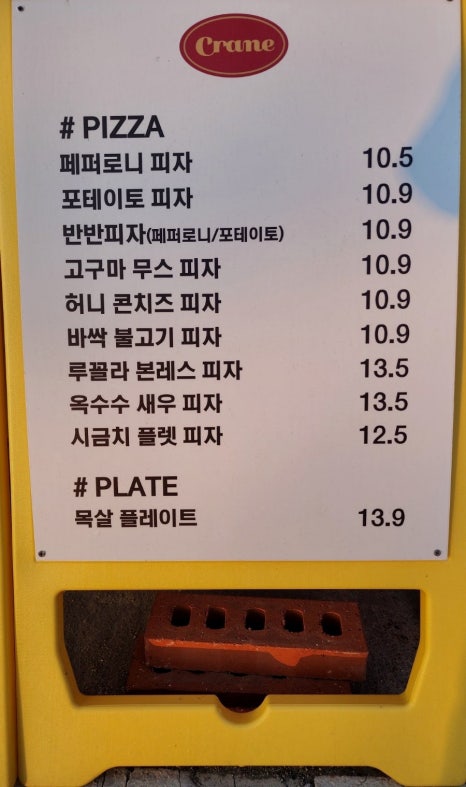 Crane
# PIZZA
페퍼로니 피자 10.5
포테이토 피자 10.9
반반피자(페퍼로니/포테이토) 10.9
고구마 무스 피자 10.9
허니 콘치즈 피자 10.9
바싹 불고기 피자 10.9
루꼴라 본레스 피자 13.5
옥수수 새우 피자 13.5
시금치 플렛 피자 12.5
# PLATE
목살 플레이트 13.9